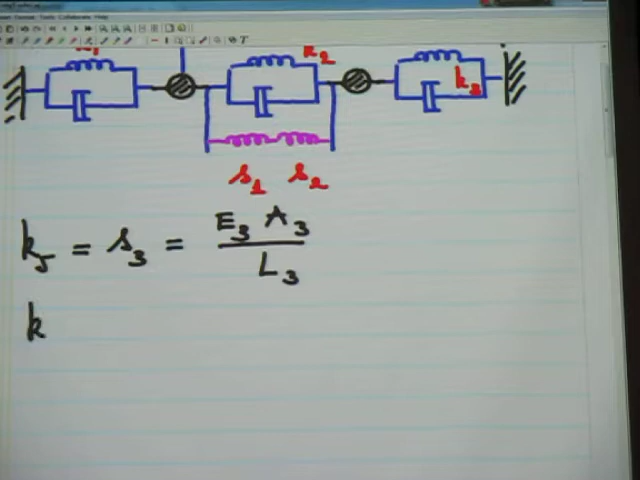 k₂
k₃
s₁ s₂
k₅ = s₃ = E₃ A₃ / L₃
k